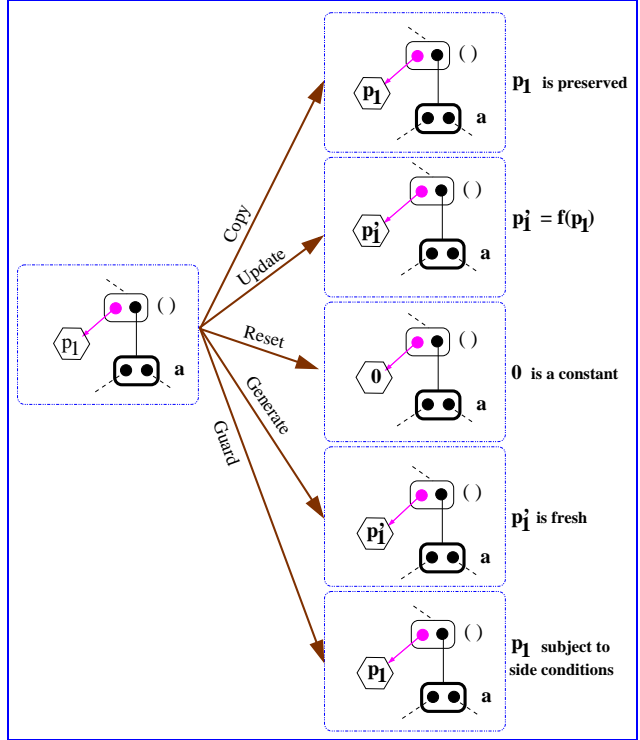 ( )
p1
a
p1 is preserved
Copy
( )
p1'
a
p1' = f(p1)
Update
( )
p1
a
Reset
( )
0
a
0 is a constant
Generate
( )
p1'
a
p1' is fresh
Guard
( )
p1
a
p1 subject to
side conditions